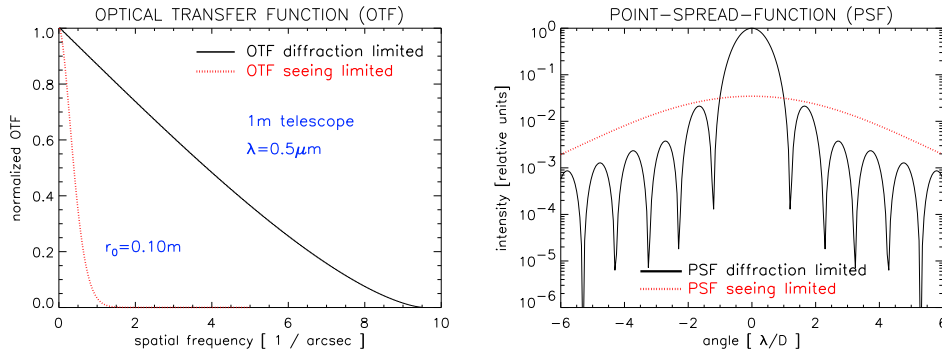 OPTICAL TRANSFER FUNCTION (OTF)
normalized OTF
1.0
0.8
0.6
0.4
0.2
0.0
OTF diffraction limited
OTF seeing limited
1m telescope
λ=0.5μm
r₀=0.10m
0 2 4 6 8 10
spatial frequency [ 1 / arcsec ]
POINT-SPREAD-FUNCTION (PSF)
intensity [relative units]
10⁰
10⁻¹
10⁻²
10⁻³
10⁻⁴
10⁻⁵
10⁻⁶
PSF diffraction limited
PSF seeing limited
-6 -4 -2 0 2 4 6
angle [ λ/D ]